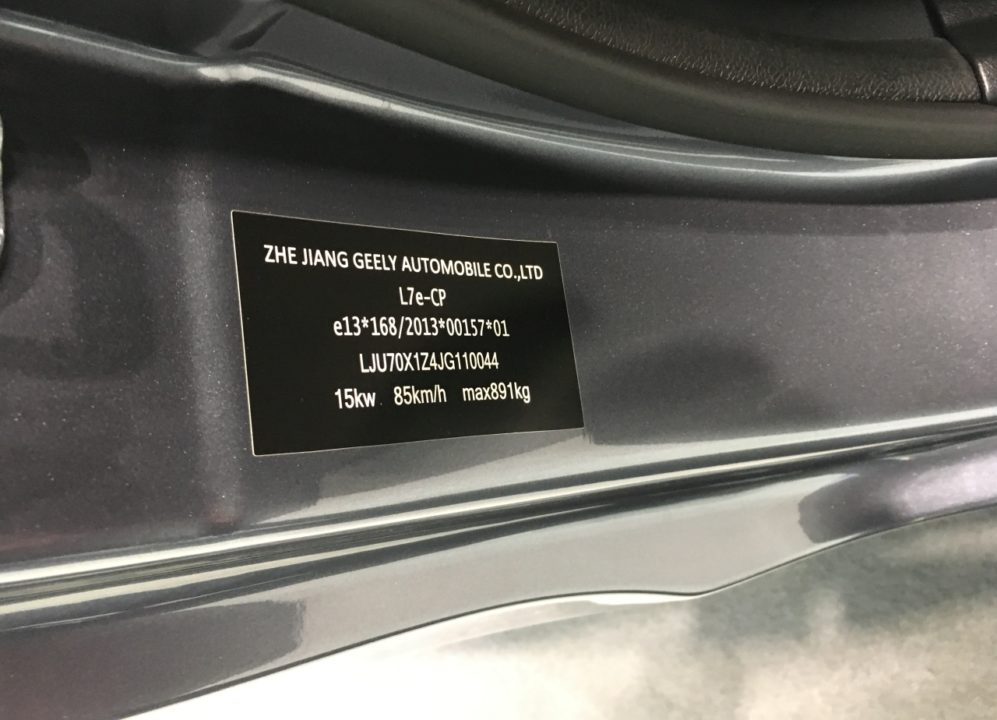 ZHE JIANG GEELY AUTOMOBILE CO.,LTD
L7e-CP
e13*168/2013*00157*01
LJU70X1Z4JG110044
15kw 85km/h max891kg